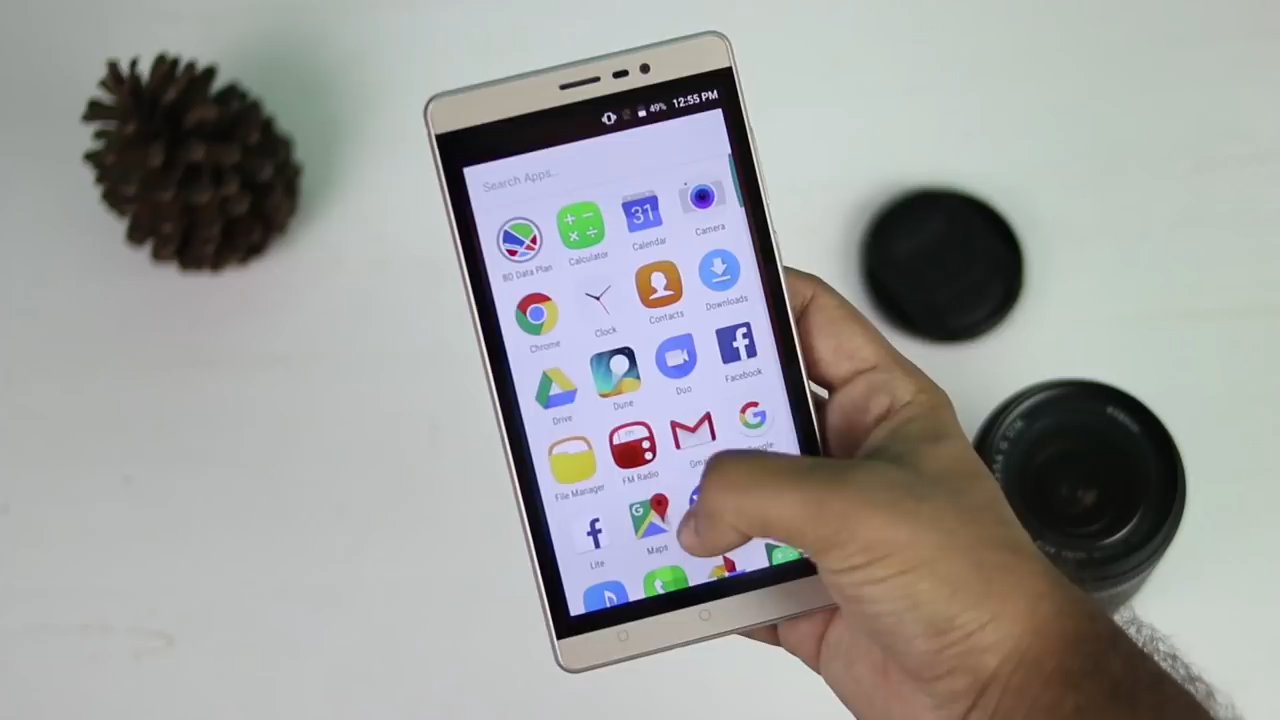 49% 12:55 PM
Search Apps...
31
BD Data Plan
Calculator
Calendar
Camera
Chrome
Clock
Contacts
Downloads
Drive
Dune
Duo
Facebook
File Manager
FM Radio
Google
Lite
Maps